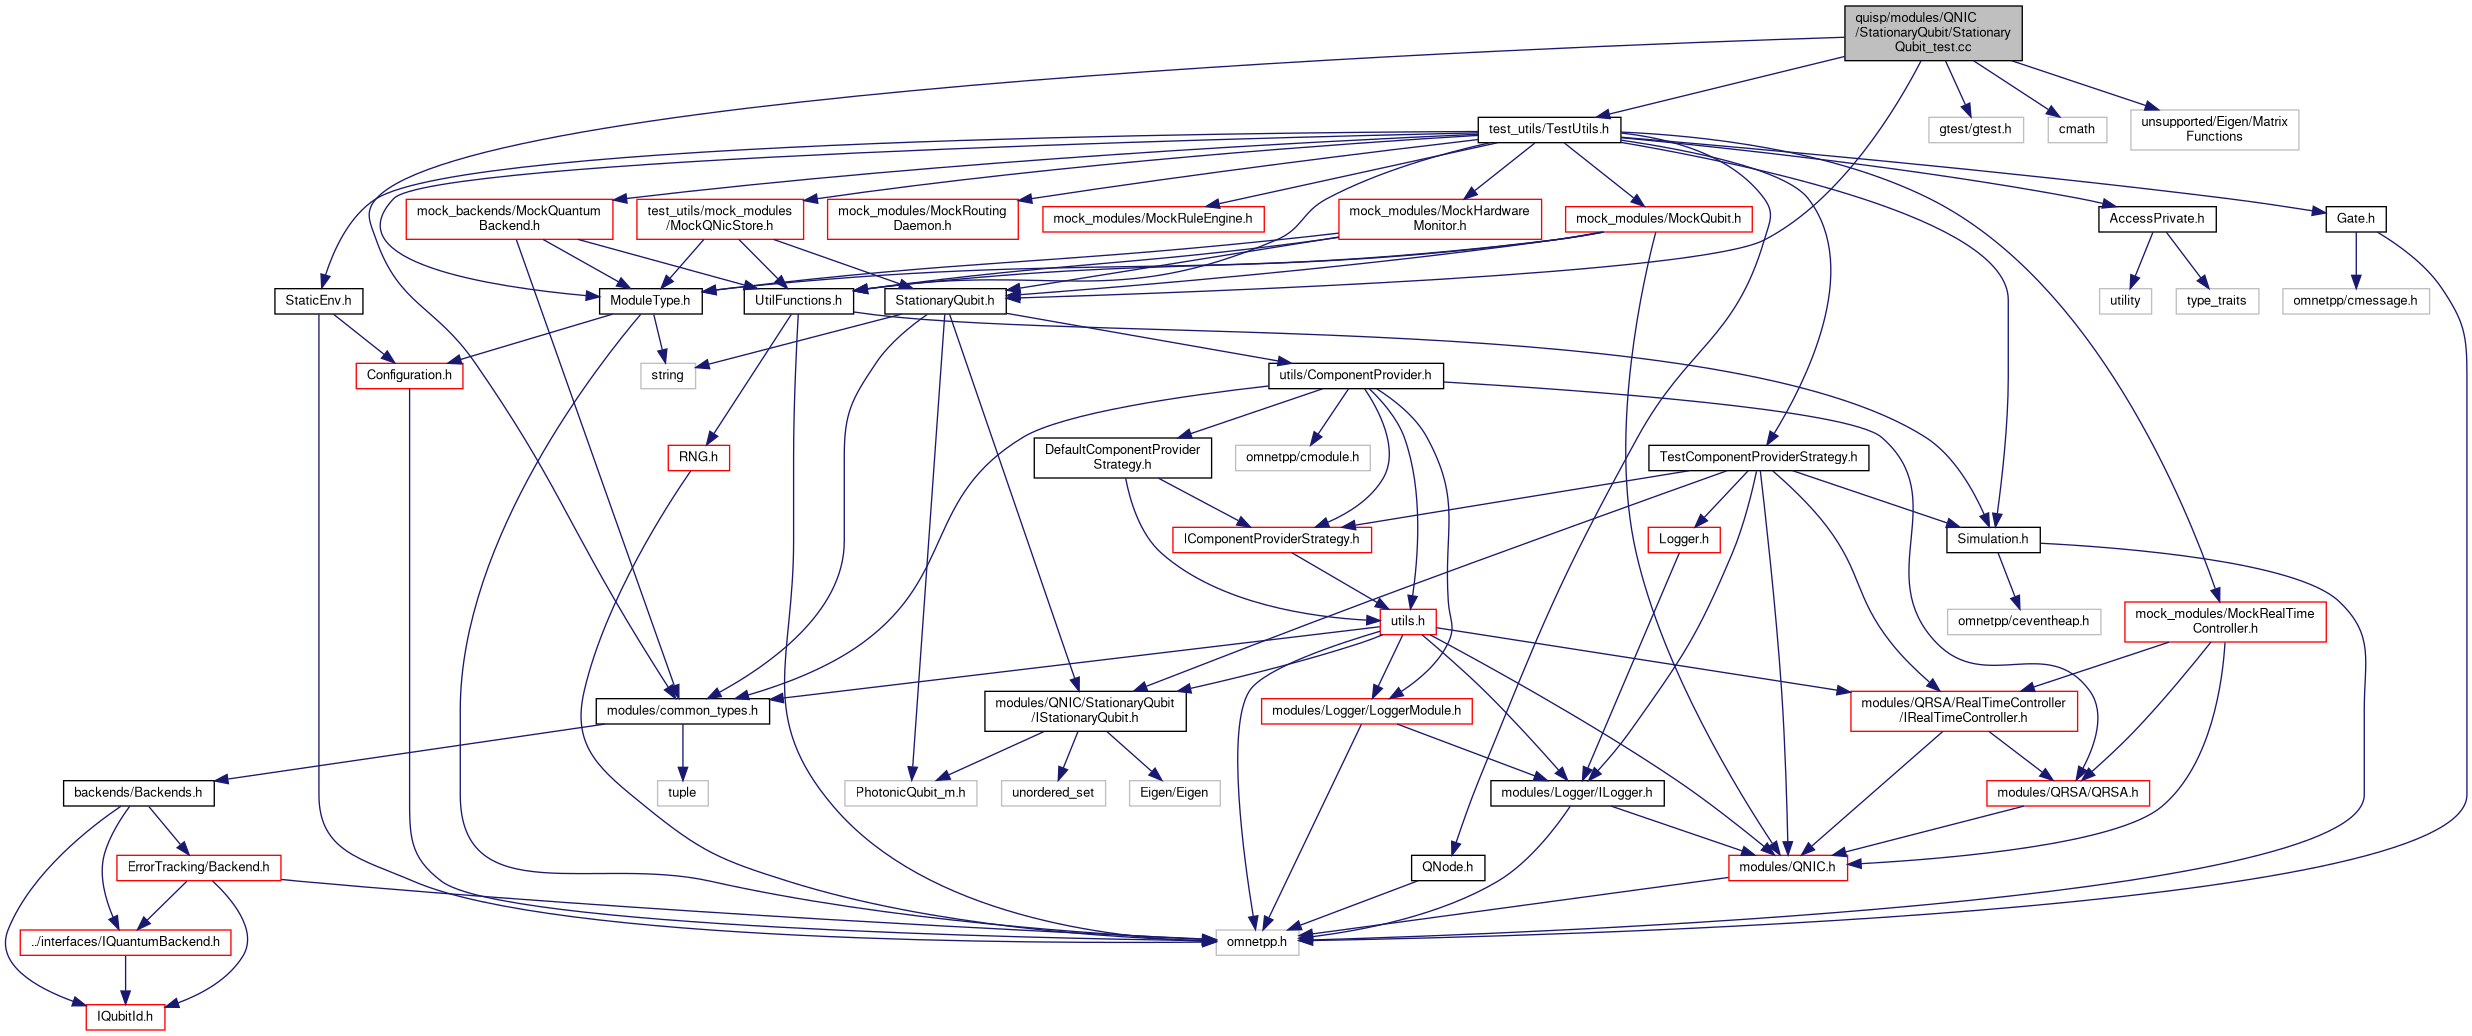 quisp/modules/QNIC
/StationaryQubit/Stationary
Qubit_test.cc
test_utils/TestUtils.h
gtest/gtest.h
cmath
unsupported/Eigen/Matrix
Functions
mock_backends/MockQuantum
Backend.h
test_utils/mock_modules
/MockQNicStore.h
mock_modules/MockRouting
Daemon.h
mock_modules/MockRuleEngine.h
mock_modules/MockHardware
Monitor.h
mock_modules/MockQubit.h
AccessPrivate.h
Gate.h
StaticEnv.h
ModuleType.h
UtilFunctions.h
StationaryQubit.h
utility
type_traits
omnetpp/cmessage.h
Configuration.h
string
utils/ComponentProvider.h
RNG.h
DefaultComponentProvider
Strategy.h
omnetpp/cmodule.h
TestComponentProviderStrategy.h
IComponentProviderStrategy.h
Logger.h
Simulation.h
utils.h
omnetpp/ceventheap.h
mock_modules/MockRealTime
Controller.h
modules/common_types.h
modules/QNIC/StationaryQubit
/IStationaryQubit.h
modules/Logger/LoggerModule.h
modules/QRSA/RealTimeController
/IRealTimeController.h
backends/Backends.h
tuple
PhotonicQubit_m.h
unordered_set
Eigen/Eigen
modules/Logger/ILogger.h
modules/QRSA/QRSA.h
ErrorTracking/Backend.h
QNode.h
modules/QNIC.h
../interfaces/IQuantumBackend.h
omnetpp.h
IQubitId.h